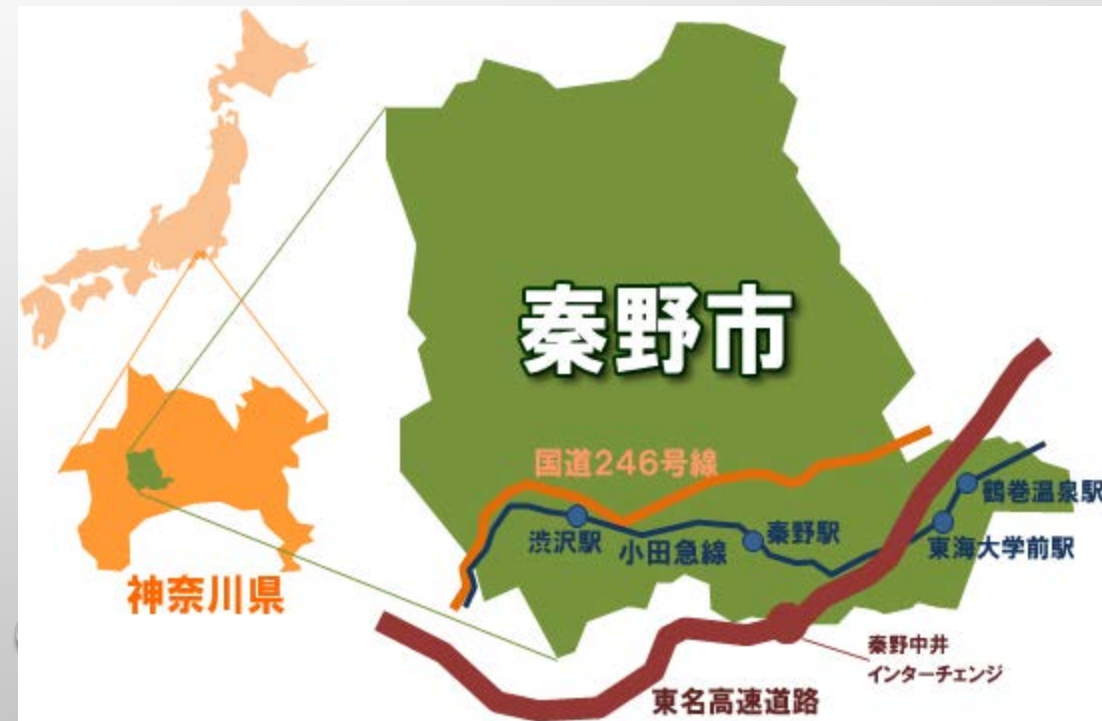 秦野市
国道246号線
鶴巻温泉駅
渋沢駅
小田急線
秦野駅
東海大学前駅
神奈川県
秦野中井
インターチェンジ
東名高速道路